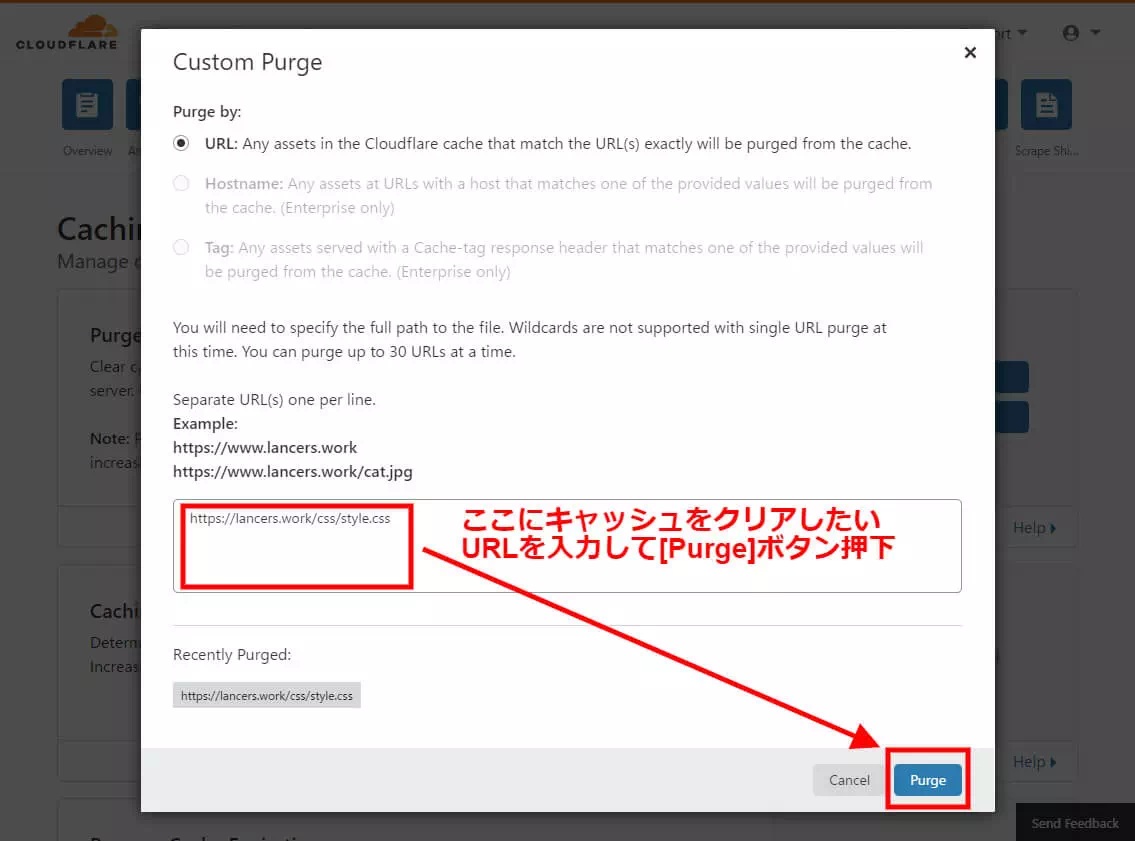 CLOUDFLARE
Overview
Scrape Shi...
Custom Purge
×
Purge by:
URL: Any assets in the Cloudflare cache that match the URL(s) exactly will be purged from the cache.
Hostname: Any assets at URLs with a host that matches one of the provided values will be purged from
the cache. (Enterprise only)
Tag: Any assets served with a Cache-tag response header that matches one of the provided values will
be purged from the cache. (Enterprise only)
You will need to specify the full path to the file. Wildcards are not supported with single URL purge at
this time. You can purge up to 30 URLs at a time.
Separate URL(s) one per line.
Example:
https://www.lancers.work
https://www.lancers.work/cat.jpg
https://lancers.work/css/style.css
ここにキャッシュをクリアしたい
URLを入力して[Purge]ボタン押下
Recently Purged:
https://lancers.work/css/style.css
Cancel
Purge
Manage
Purge
Clear
server.
Note:
Help
Help
Send Feedback